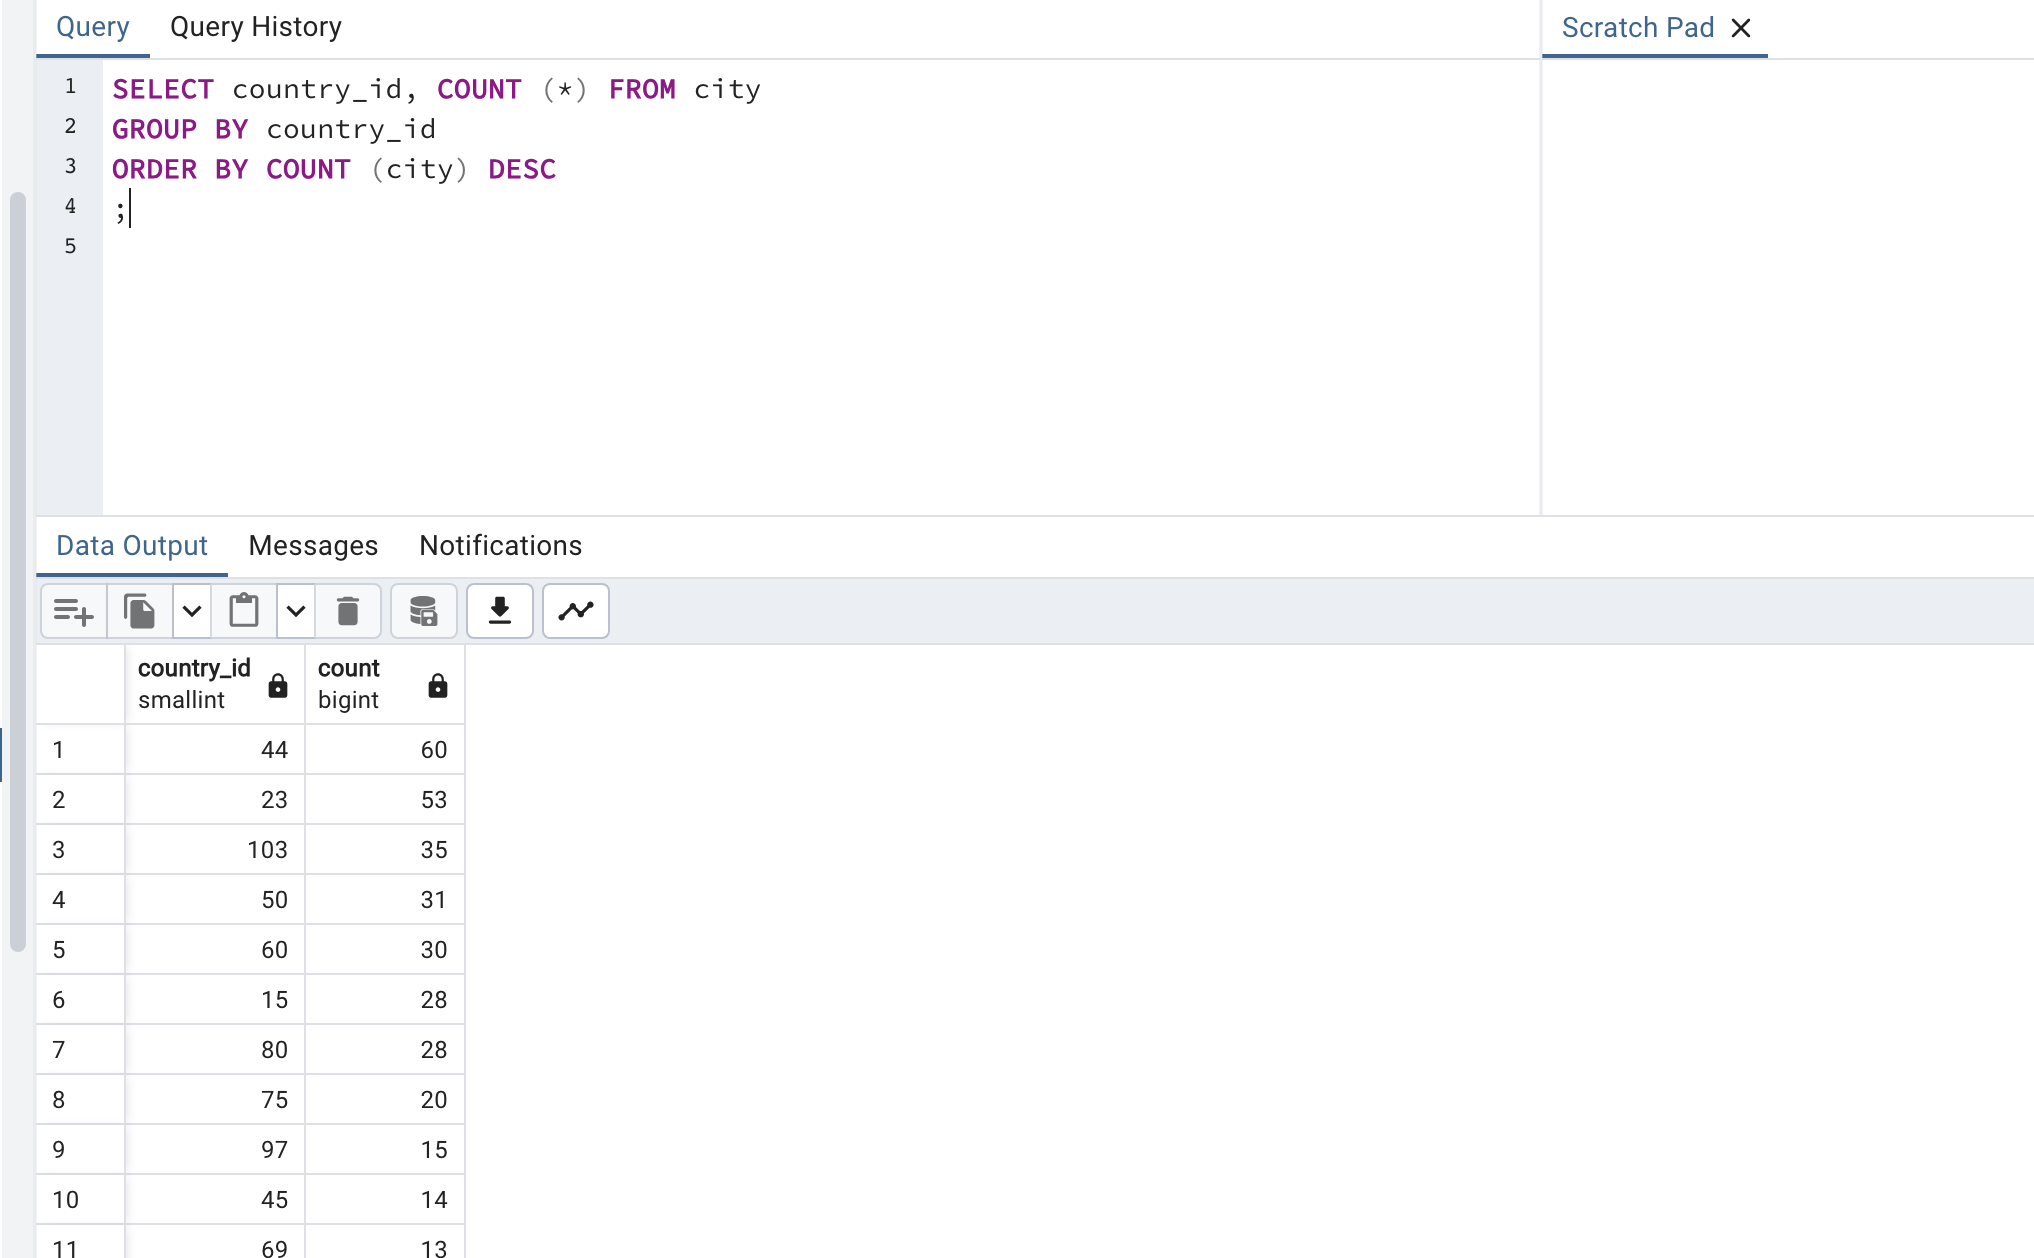 Query Query History Scratch Pad
1 SELECT country_id, COUNT (*) FROM city
2 GROUP BY country_id
3 ORDER BY COUNT (city) DESC
4 ;
5
Data Output Messages Notifications
country_id count
smallint bigint
1 44 60
2 23 53
3 103 35
4 50 31
5 60 30
6 15 28
7 80 28
8 75 20
9 97 15
10 45 14
11 69 13